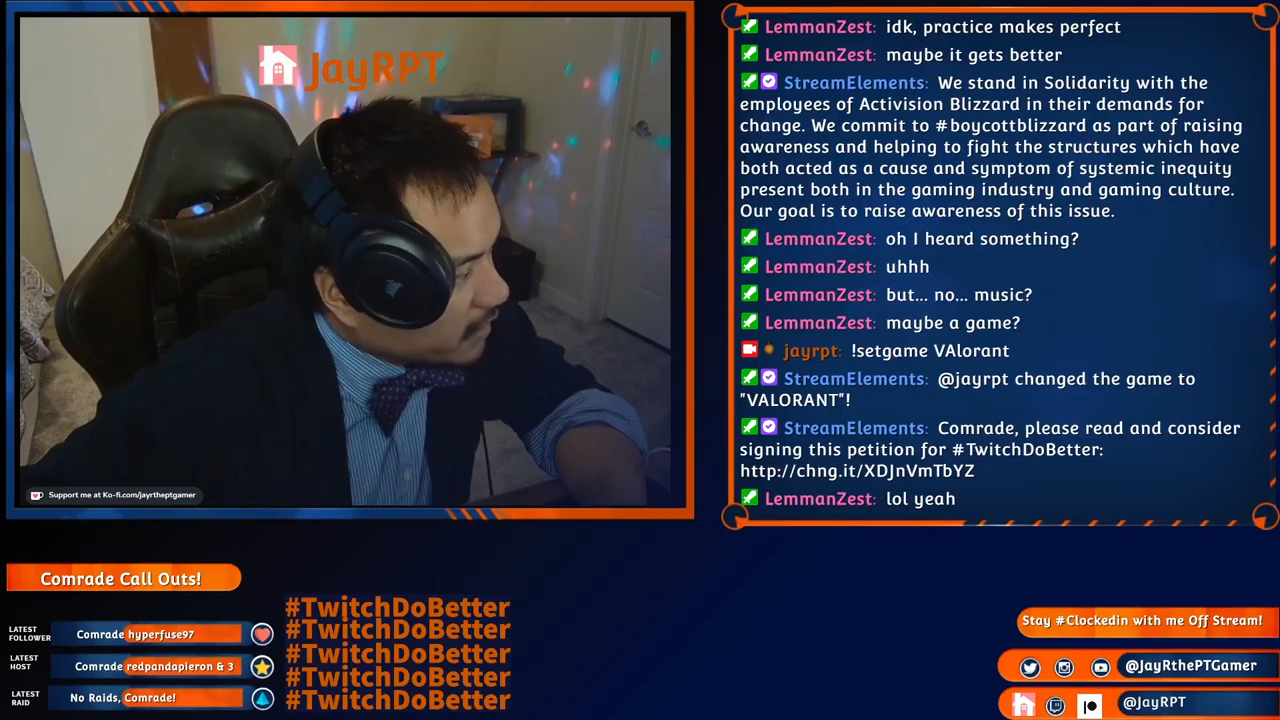 JayRPT
Support me at Ko-fi.com/jayrtheptgamer
LemmanZest: idk, practice makes perfect
LemmanZest: maybe it gets better
StreamElements: We stand in Solidarity with the
employees of Activision Blizzard in their demands for
change. We commit to #boycottblizzard as part of raising
awareness and helping to fight the structures which have
both acted as a cause and symptom of systemic inequity
present both in the gaming industry and gaming culture.
Our goal is to raise awareness of this issue.
LemmanZest: oh I heard something?
LemmanZest: uhhh
LemmanZest: but... no... music?
LemmanZest: maybe a game?
jayrpt: !setgame VAlorant
StreamElements: @jayrpt changed the game to
"VALORANT"!
StreamElements: Comrade, please read and consider
signing this petition for #TwitchDoBetter:
http://chng.it/XDJnVmTbYZ
LemmanZest: lol yeah
Comrade Call Outs!
LATEST
FOLLOWER
Comrade hyperfuse97
LATEST
HOST
Comrade redpandapieron & 3
LATEST
RAID
No Raids, Comrade!
#TwitchDoBetter
#TwitchDoBetter
#TwitchDoBetter
#TwitchDoBetter
#TwitchDoBetter
Stay #Clockedin with me Off Stream!
@JayRthePTGamer
@JayRPT